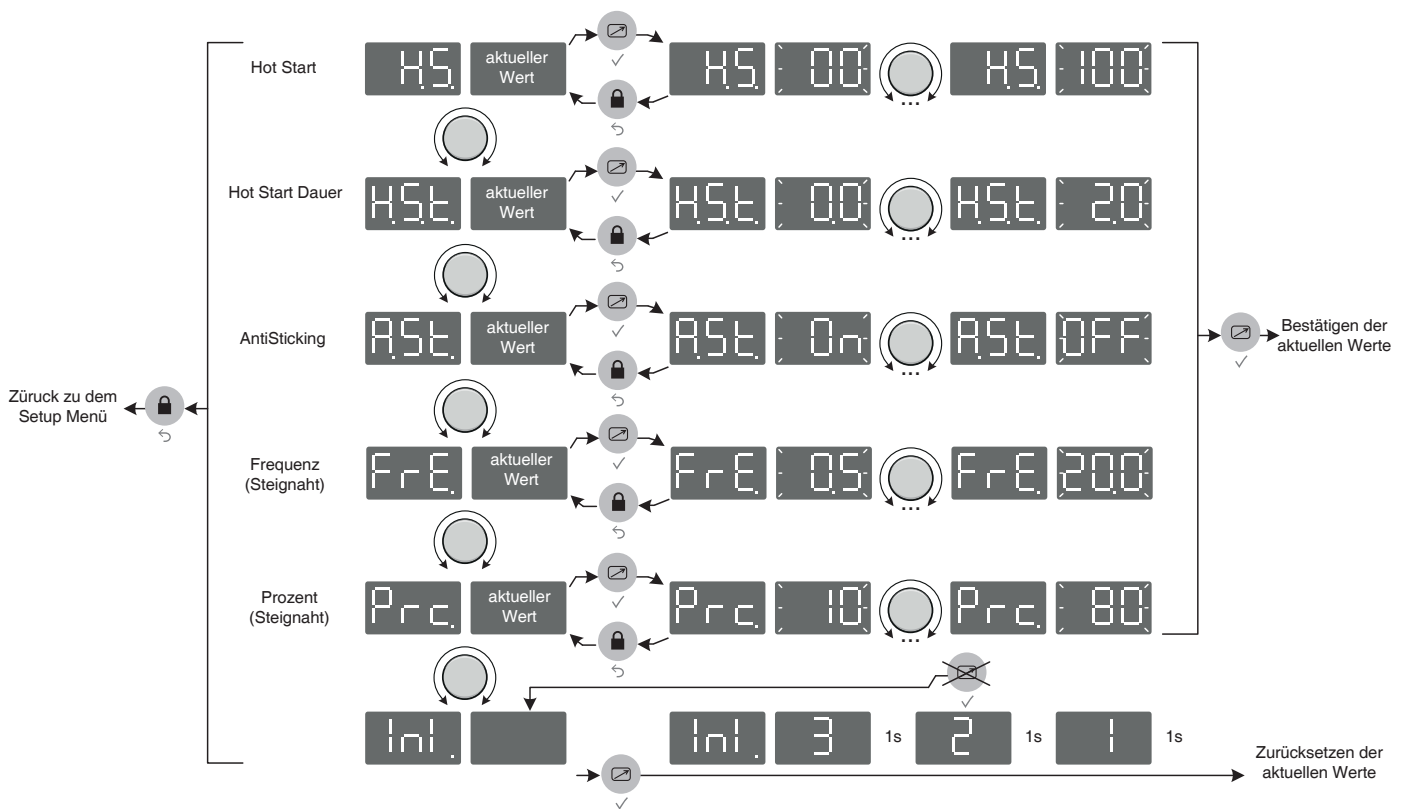 Hot Start
H.S.
aktueller
Wert
H.S.
00
...
H.S.
100
Hot Start Dauer
H.S.t.
aktueller
Wert
H.S.t.
0.0
...
H.S.t.
2.0
AntiSticking
A.St.
aktueller
Wert
A.St.
On
...
A.St.
OFF
Züruck zu dem
Setup Menü
Bestätigen der
aktuellen Werte
Frequenz
(Steignaht)
FrE.
aktueller
Wert
FrE.
0.5
...
FrE.
20.0
Prozent
(Steignaht)
Prc.
aktueller
Wert
Prc.
10
...
Prc.
80
InI.
InI.
3
1s
2
1s
1
1s
Zurücksetzen der
aktuellen Werte